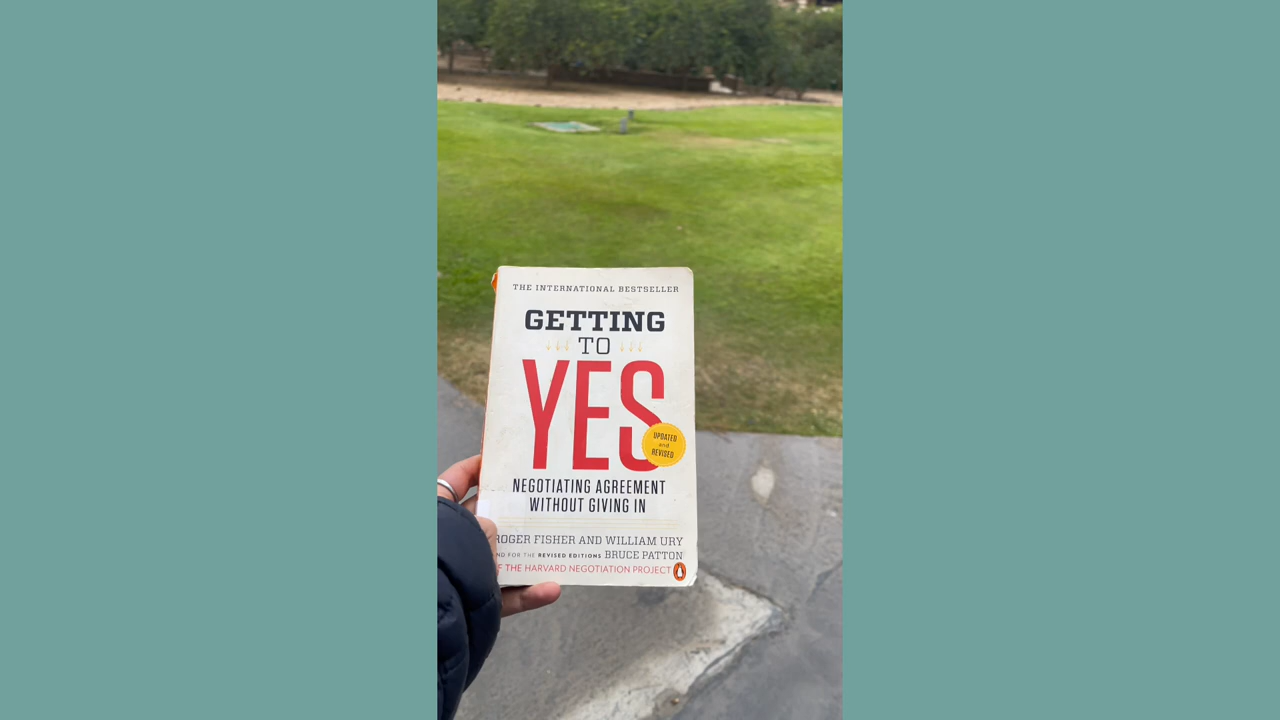 THE INTERNATIONAL BESTSELLER
GETTING
TO
YES
UPDATED
and
REVISED
NEGOTIATING AGREEMENT
WITHOUT GIVING IN
ROGER FISHER AND WILLIAM URY
FOR THE REVISED EDITIONS BRUCE PATTON
THE HARVARD NEGOTIATION PROJECT